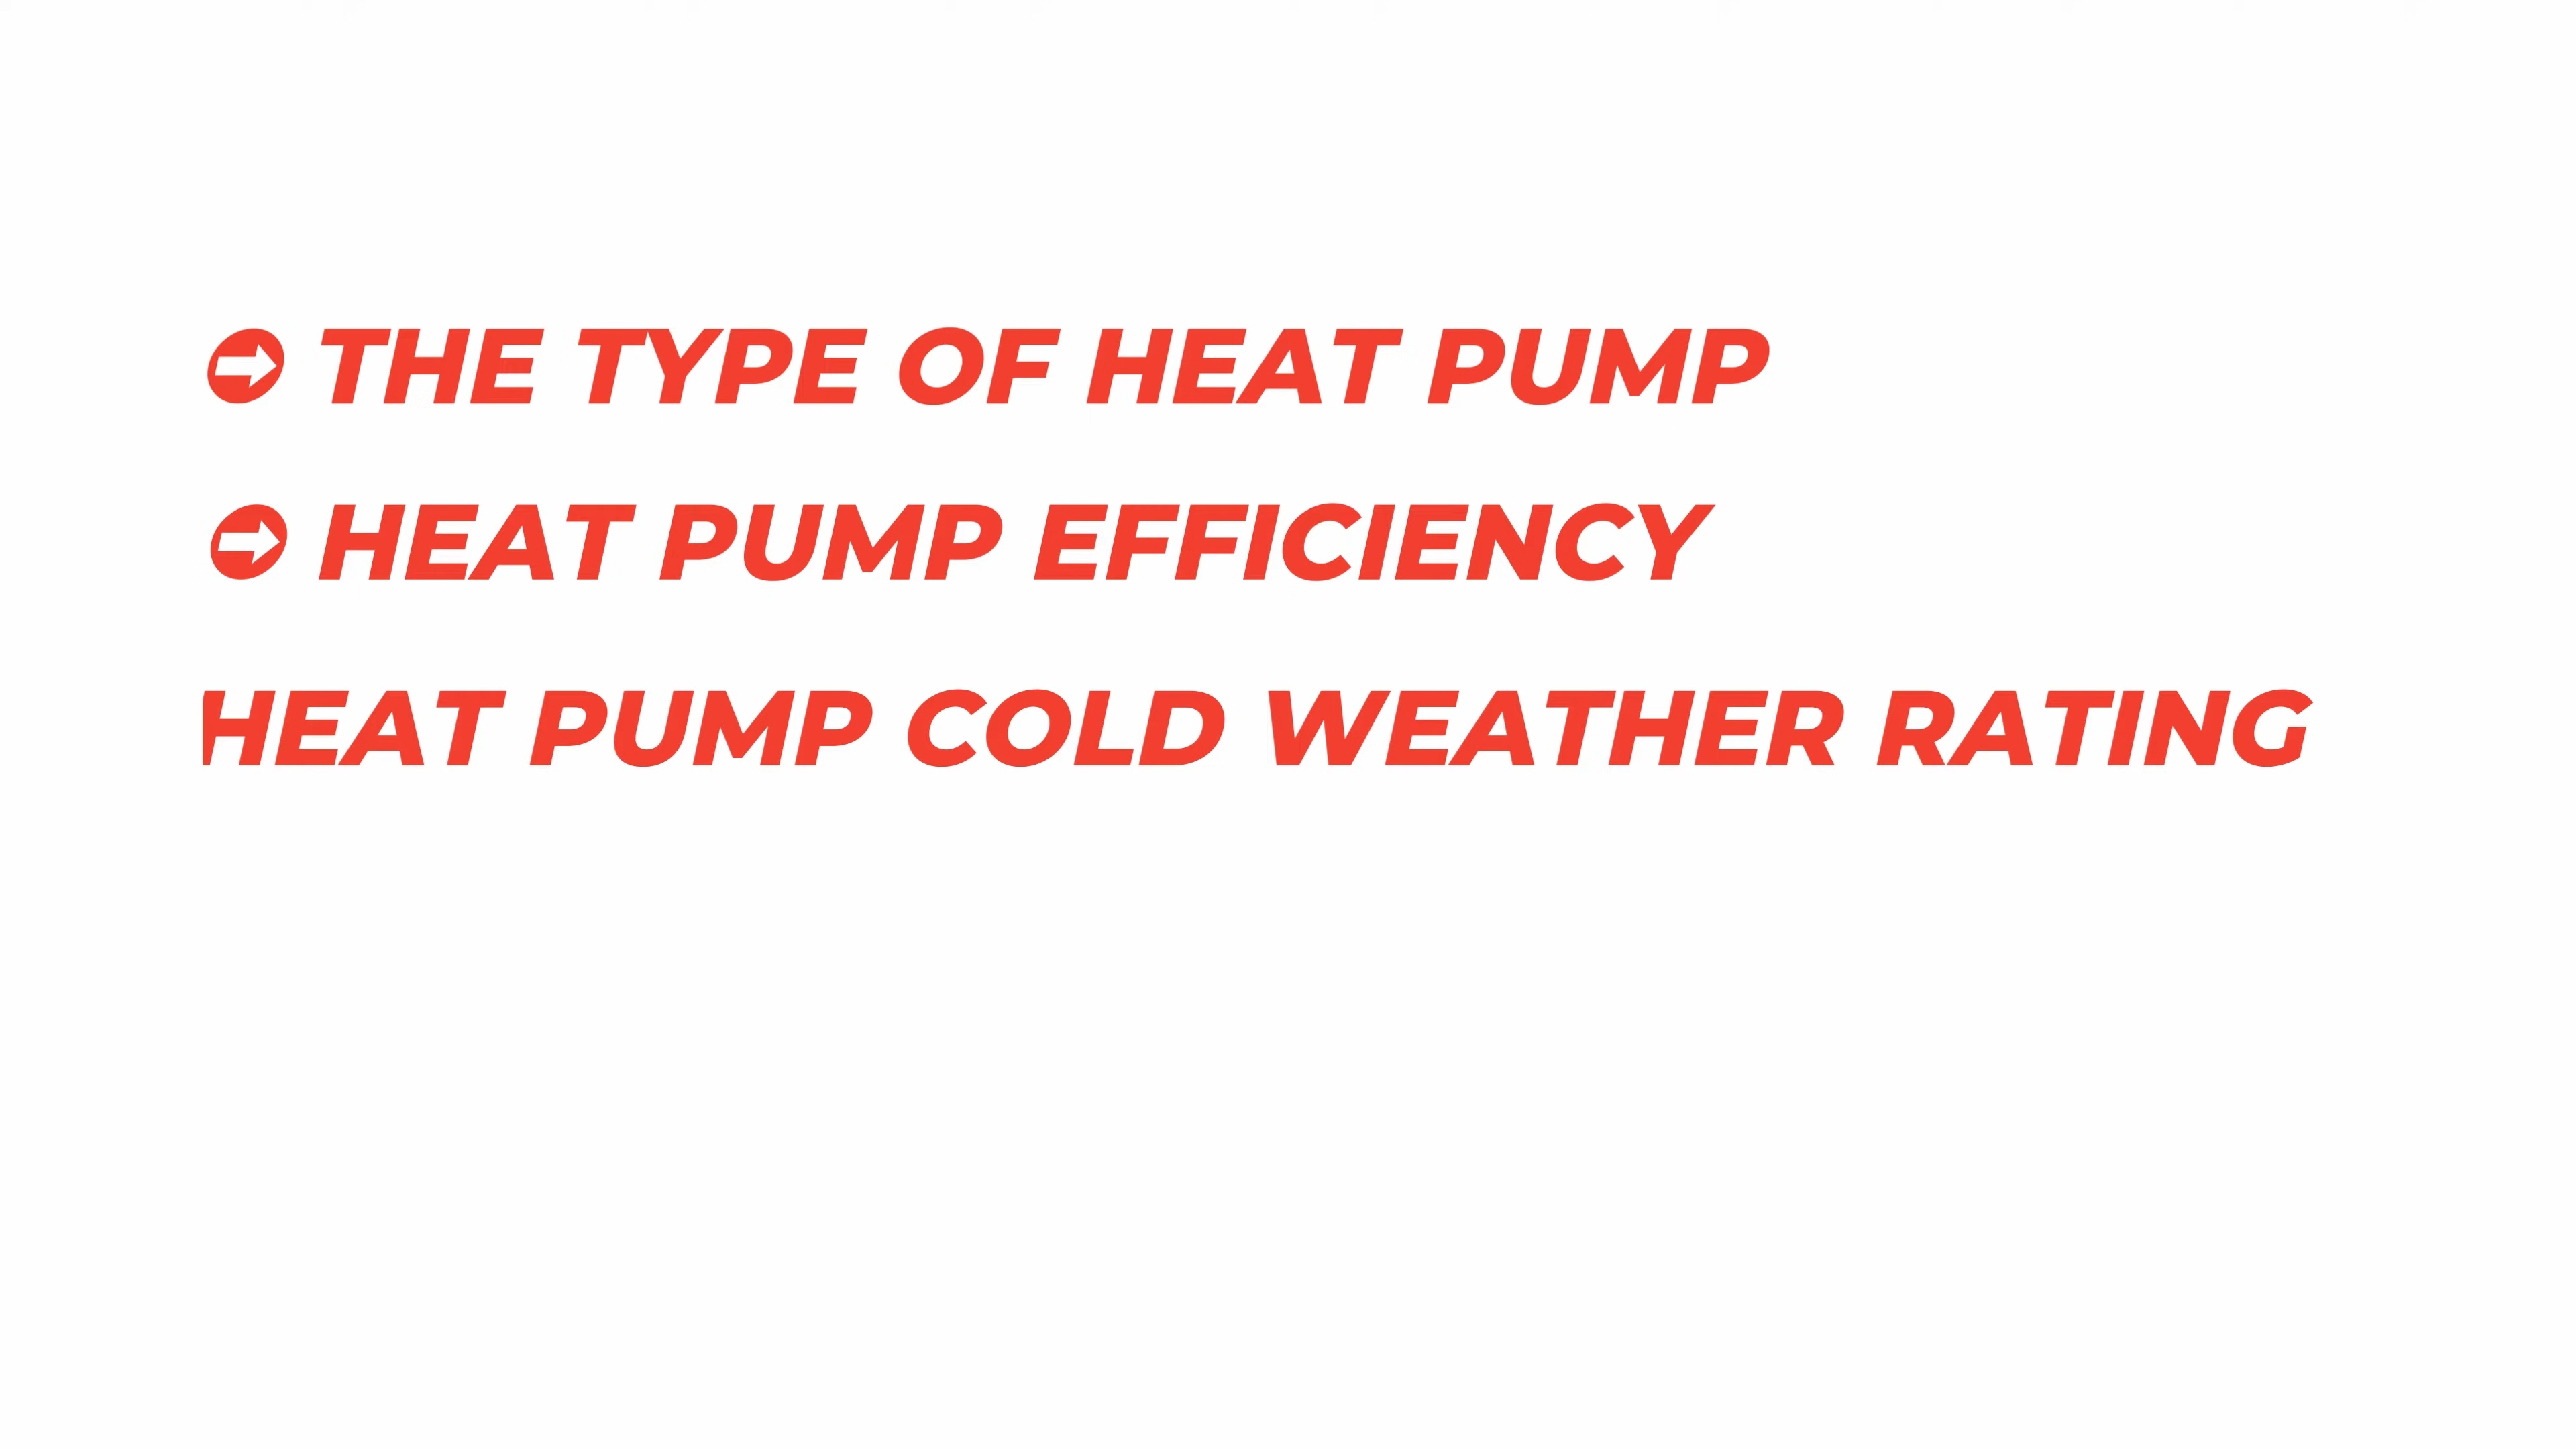 ➲ THE TYPE OF HEAT PUMP
➲ HEAT PUMP EFFICIENCY
HEAT PUMP COLD WEATHER RATING